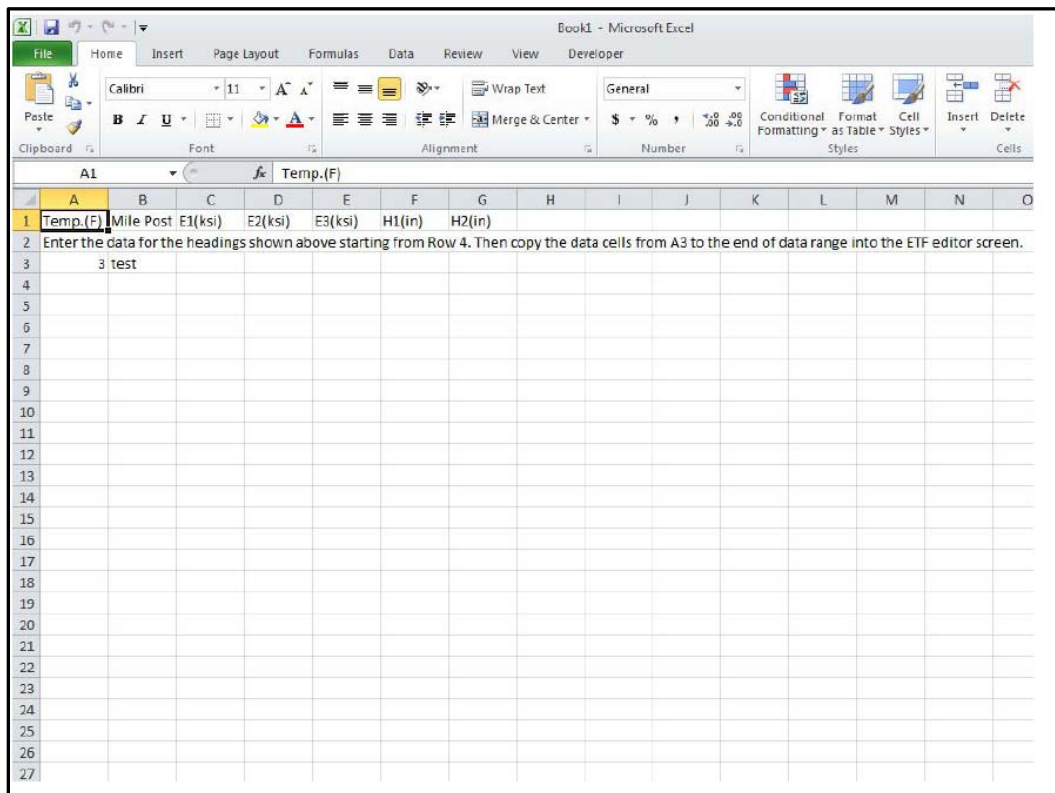 Book1 - Microsoft Excel
File Home Insert Page Layout Formulas Data Review View Developer
Calibri 11 A A Wrap Text General
Paste B I U A Merge & Center $ % , .00 .00 Conditional Formatting Format as Table Cell Styles Insert Delete
Clipboard Font Alignment Number Styles Cells
A1 fx Temp.(F)
A B C D E F G H I J K L M N O
1 Temp.(F) Mile Post E1(ksi) E2(ksi) E3(ksi) H1(in) H2(in)
2 Enter the data for the headings shown above starting from Row 4. Then copy the data cells from A3 to the end of data range into the ETF editor screen.
3 3 test
4
5
6
7
8
9
10
11
12
13
14
15
16
17
18
19
20
21
22
23
24
25
26
27